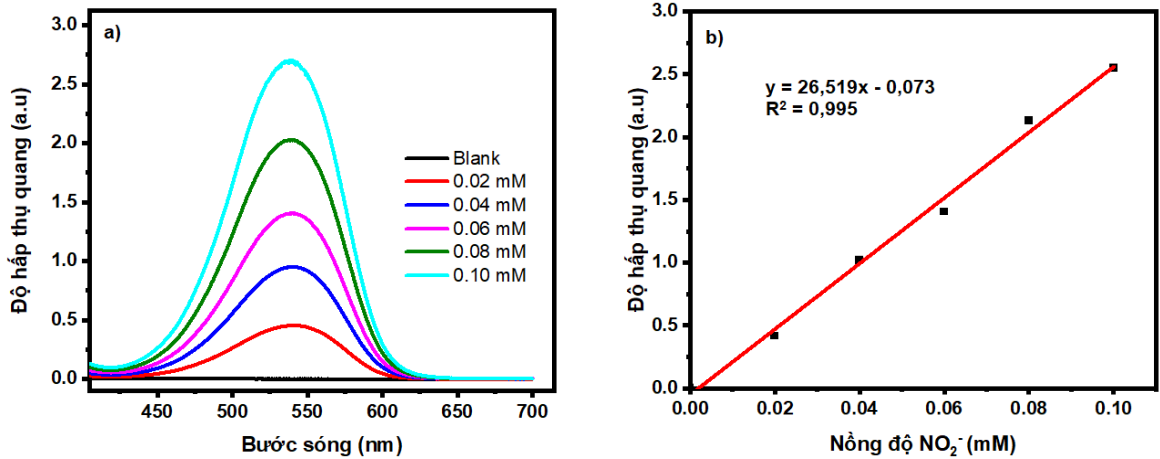 a)
Độ hấp thụ quang (a.u)
3.0
2.5
2.0
1.5
1.0
0.5
0.0
450
500
550
600
650
700
Bước sóng (nm)
Blank
0.02 mM
0.04 mM
0.06 mM
0.08 mM
0.10 mM
b)
Độ hấp thụ quang (a.u)
3.0
2.5
2.0
1.5
1.0
0.5
0.0
y = 26,519x - 0,073
R² = 0,995
0.00
0.02
0.04
0.06
0.08
0.10
Nồng độ NO₂⁻ (mM)